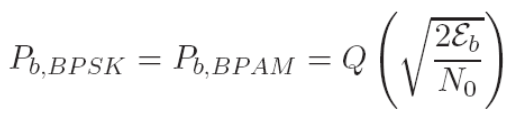 $P_{b,BPSK} = P_{b,BPAM} = Q\left(\sqrt{\frac{2\mathcal{E}_b}{N_0}}\right)$